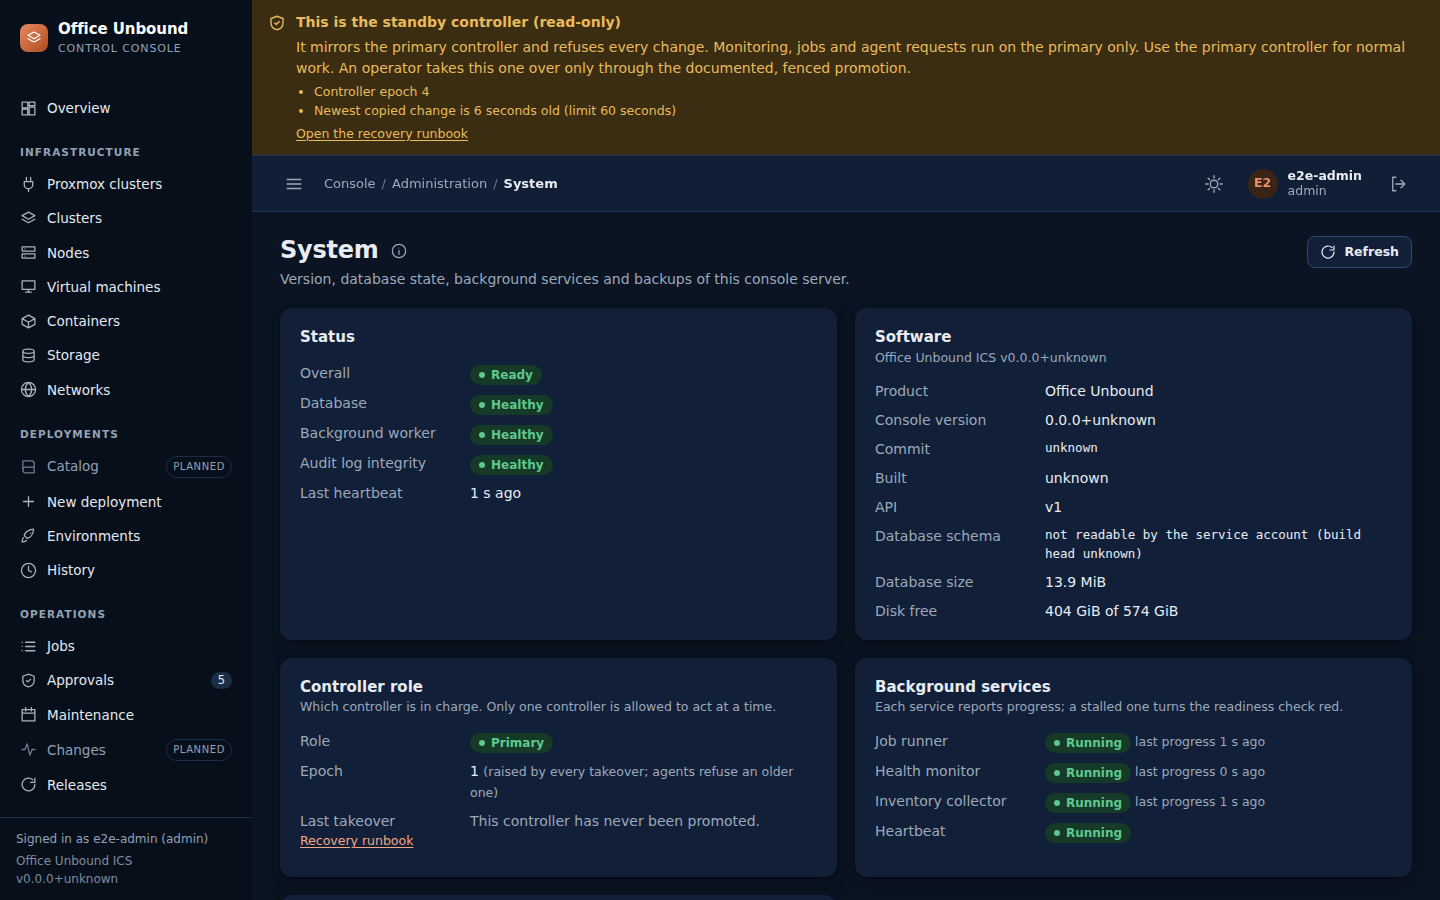 Office Unbound
CONTROL CONSOLE
Overview
INFRASTRUCTURE
Proxmox clusters
Clusters
Nodes
Virtual machines
Containers
Storage
Networks
DEPLOYMENTS
Catalog PLANNED
New deployment
Environments
History
OPERATIONS
Jobs
Approvals 5
Maintenance
Changes PLANNED
Releases
Signed in as e2e-admin (admin)
Office Unbound ICS
v0.0.0+unknown
This is the standby controller (read-only)
It mirrors the primary controller and refuses every change. Monitoring, jobs and agent requests run on the primary only. Use the primary controller for normal
work. An operator takes this one over only through the documented, fenced promotion.
• Controller epoch 4
• Newest copied change is 6 seconds old (limit 60 seconds)
Open the recovery runbook
Console / Administration / System
E2 e2e-admin
admin
System
Refresh
Version, database state, background services and backups of this console server.
Status
Overall Ready
Database Healthy
Background worker Healthy
Audit log integrity Healthy
Last heartbeat 1 s ago
Software
Office Unbound ICS v0.0.0+unknown
Product Office Unbound
Console version 0.0.0+unknown
Commit unknown
Built unknown
API v1
Database schema not readable by the service account (build
head unknown)
Database size 13.9 MiB
Disk free 404 GiB of 574 GiB
Controller role
Which controller is in charge. Only one controller is allowed to act at a time.
Role Primary
Epoch 1 (raised by every takeover; agents refuse an older
one)
Last takeover This controller has never been promoted.
Recovery runbook
Background services
Each service reports progress; a stalled one turns the readiness check red.
Job runner Running last progress 1 s ago
Health monitor Running last progress 0 s ago
Inventory collector Running last progress 1 s ago
Heartbeat Running